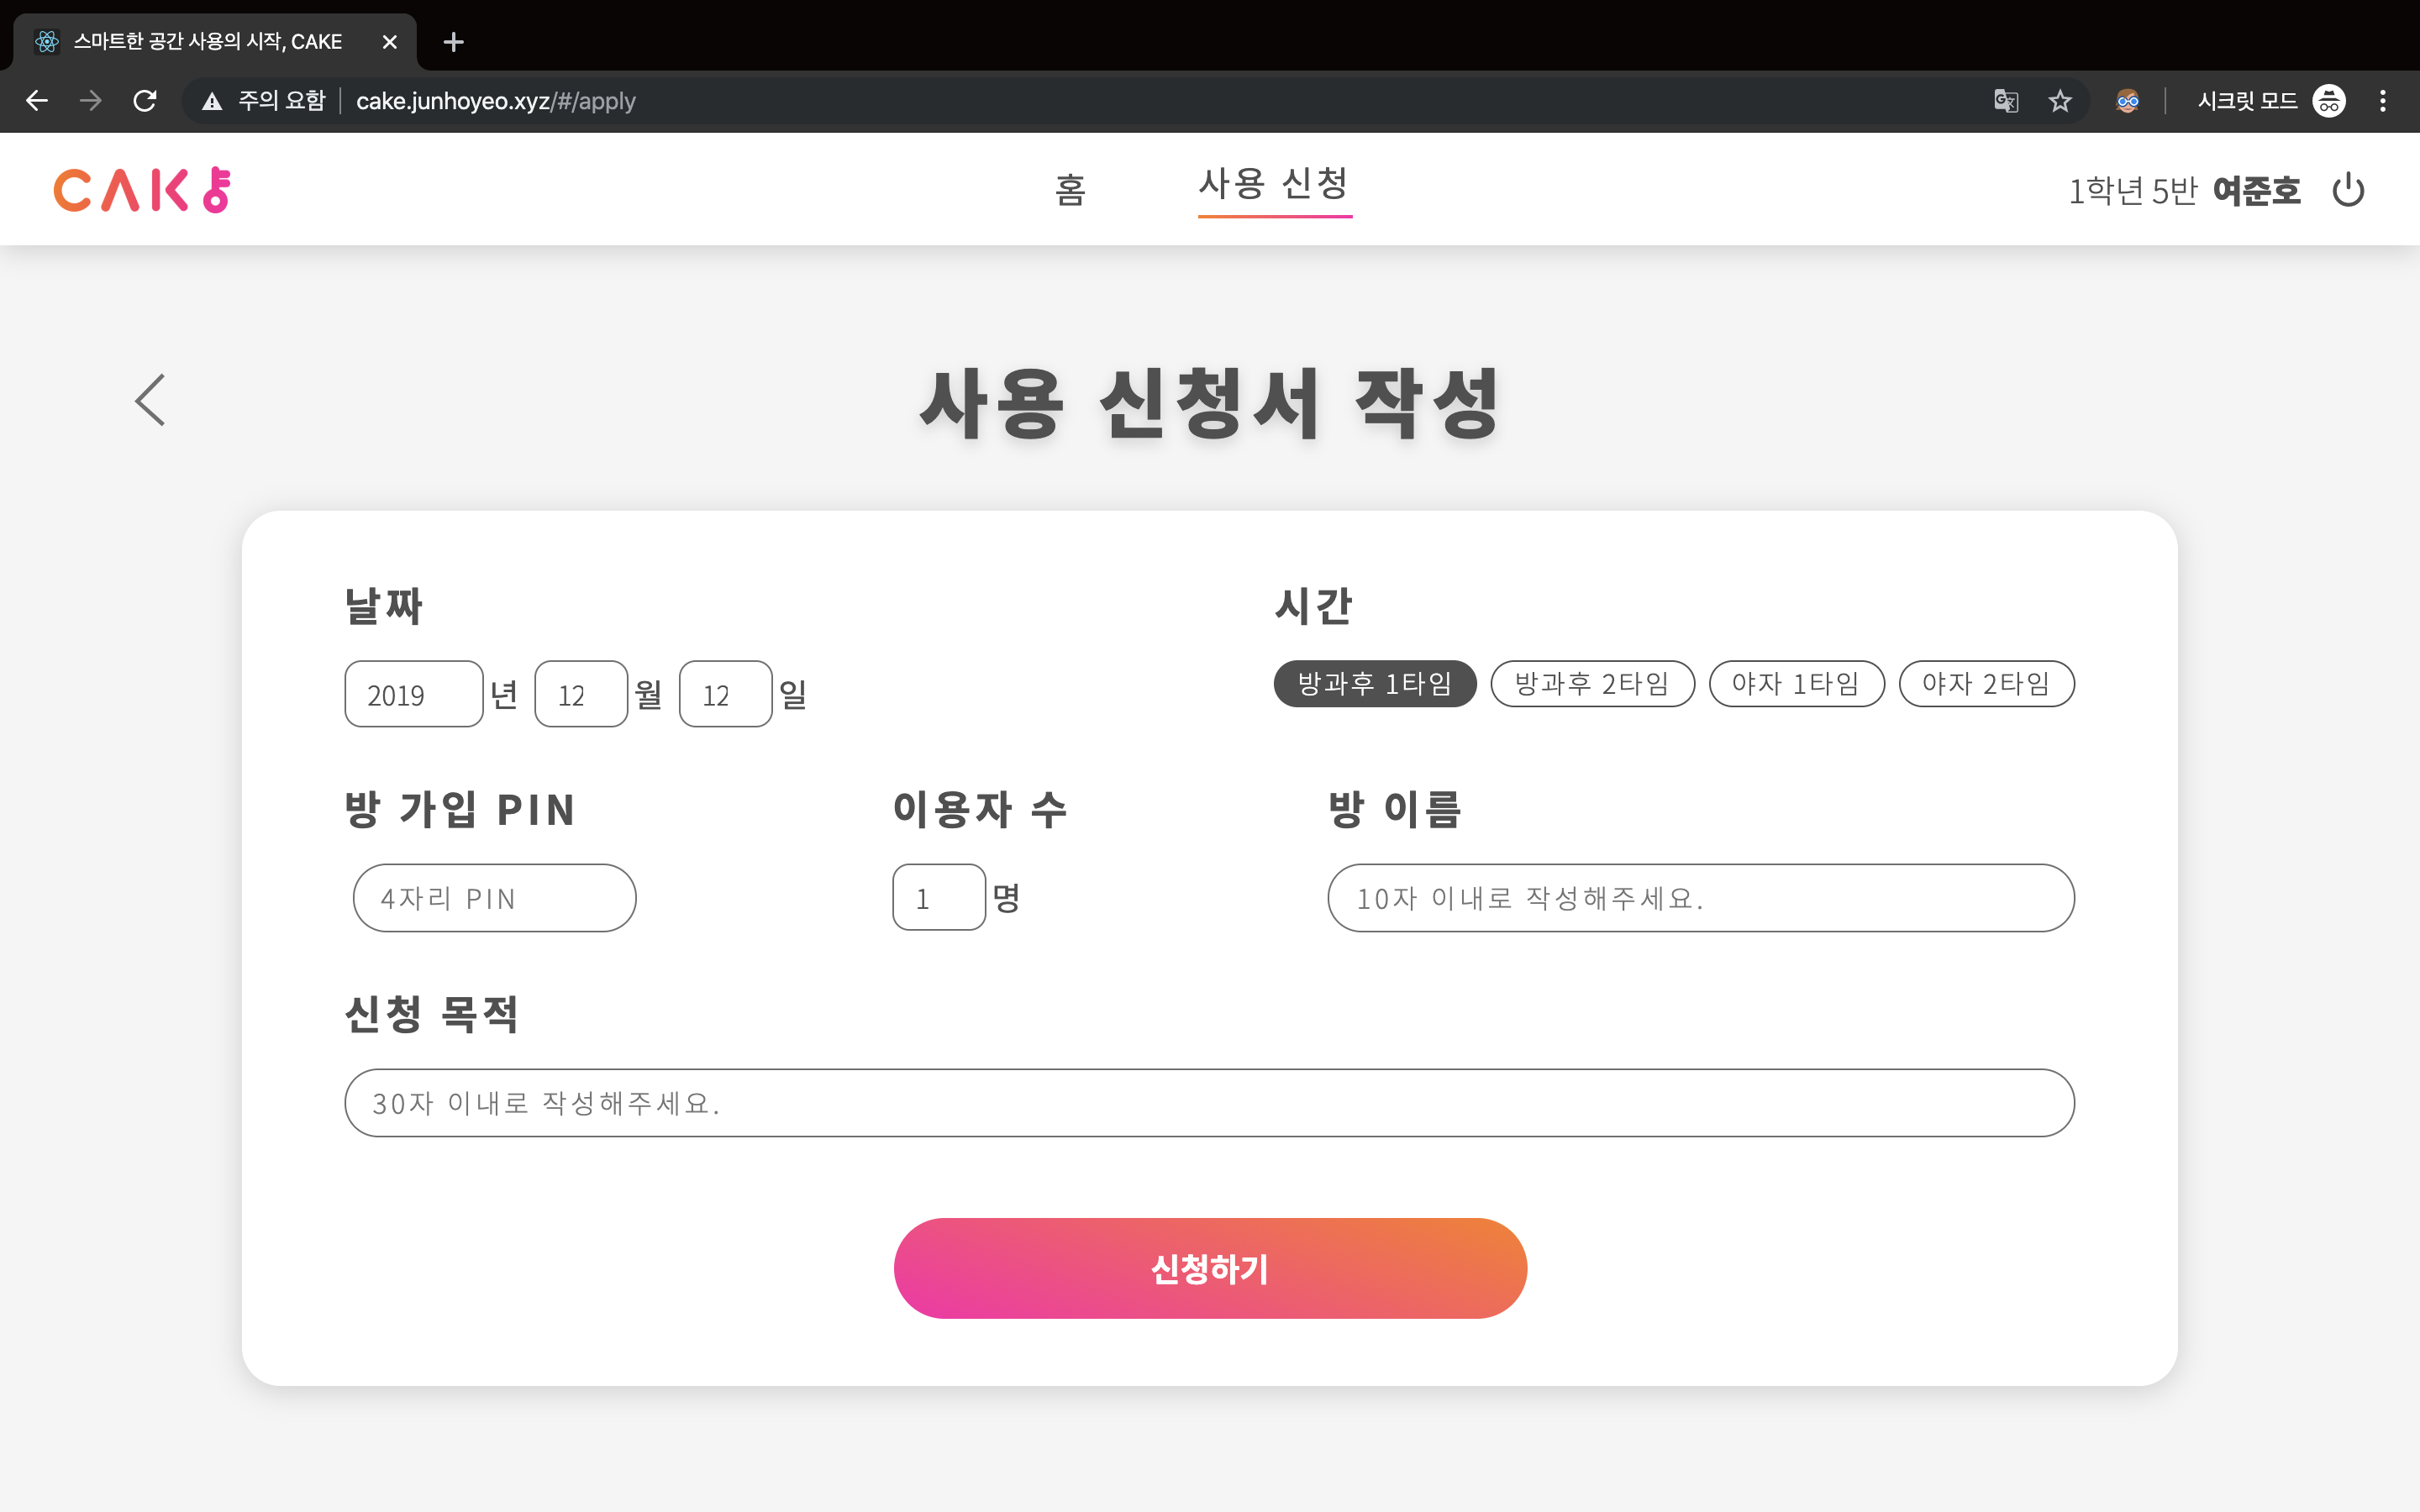 스마트한 공간 사용의 시작, CAKE
주의 요함 cake.junhoyeo.xyz/#/apply 시크릿 모드
CAK 홈 사용 신청 1학년 5반 여준호
사용 신청서 작성
날짜 시간
2019 년 12 월 12 일 방과후 1타임 방과후 2타임 야자 1타임 야자 2타임
방 가입 PIN 이용자 수 방 이름
4자리 PIN 1 명 10자 이내로 작성해주세요.
신청 목적
30자 이내로 작성해주세요.
신청하기